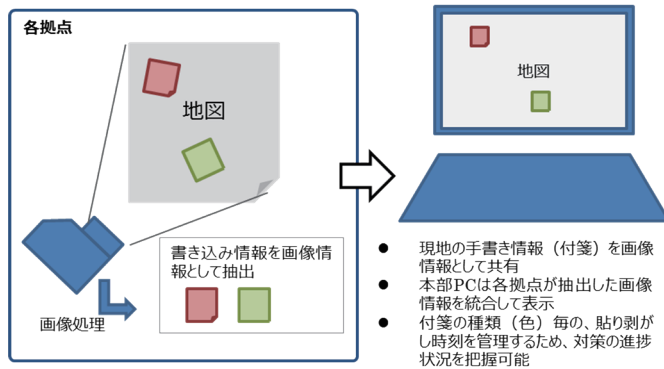 各拠点
地図
書き込み情報を画像情
報として抽出
画像処理
地図
● 現地の手書き情報（付箋）を画像
情報として共有
● 本部PCは各拠点が抽出した画像
情報を統合して表示
● 付箋の種類（色）毎の、貼り剥が
し時刻を管理するため、対策の進捗
状況を把握可能